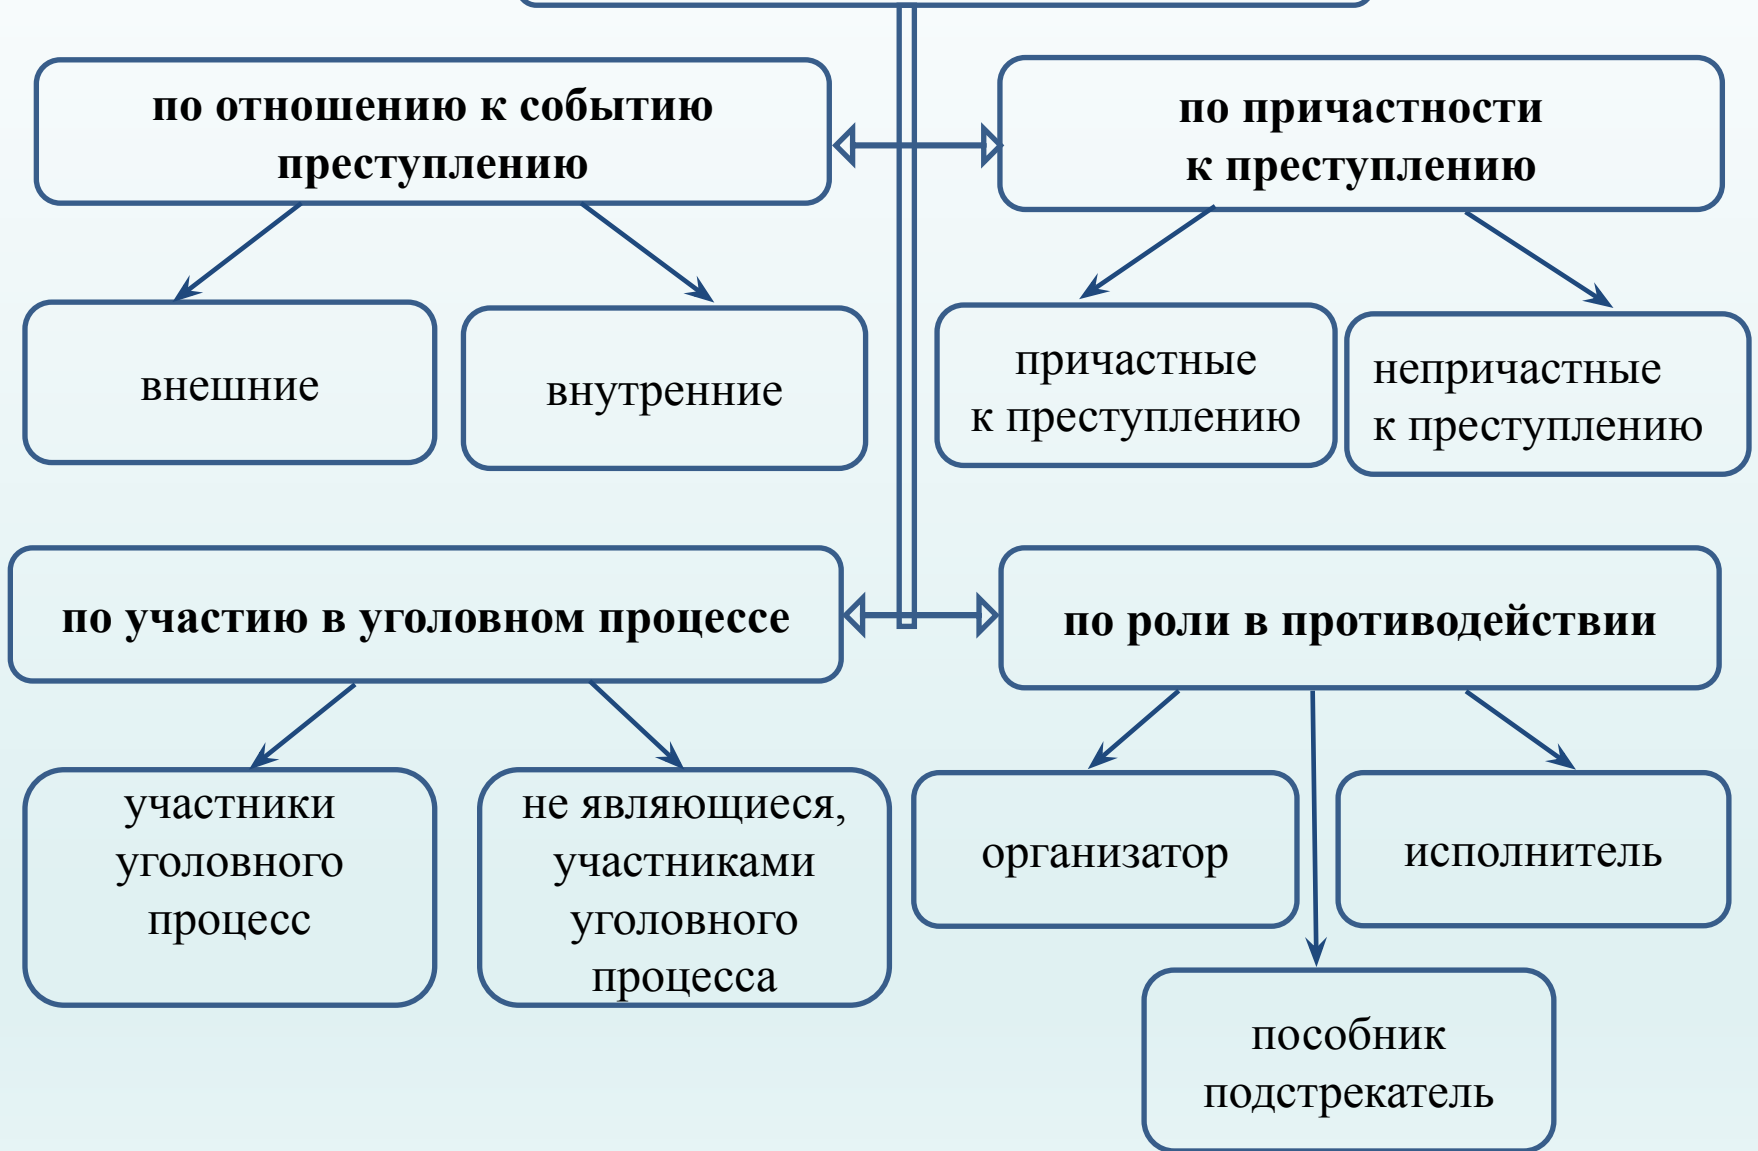 по отношению к событию
преступлению
по причастности
к преступлению
внешние
внутренние
причастные
к преступлению
непричастные
к преступлению
по участию в уголовном процессе
по роли в противодействии
участники
уголовного
процесс
не являющиеся,
участниками
уголовного
процесса
организатор
исполнитель
пособник
подстрекатель